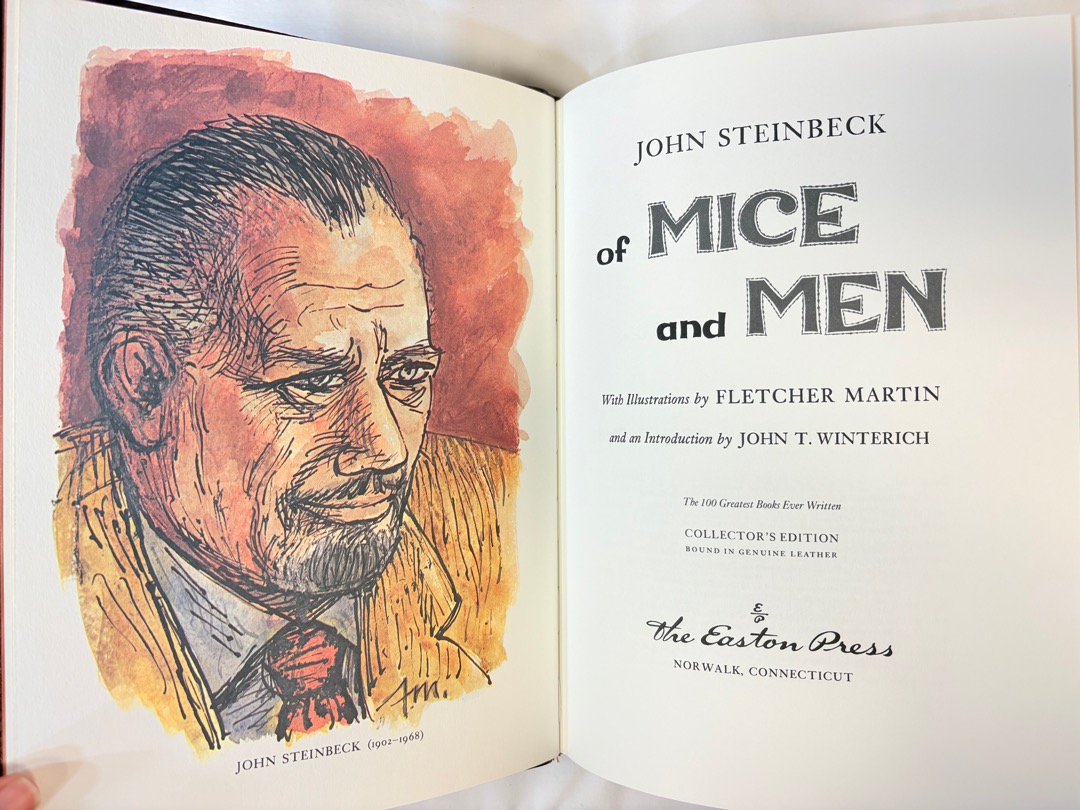 fm.
JOHN STEINBECK (1902–1968)
JOHN STEINBECK
of MICE
and MEN
With Illustrations by FLETCHER MARTIN
and an Introduction by JOHN T. WINTERICH
The 100 Greatest Books Ever Written
COLLECTOR'S EDITION
BOUND IN GENUINE LEATHER
E
P
The Easton Press
NORWALK, CONNECTICUT